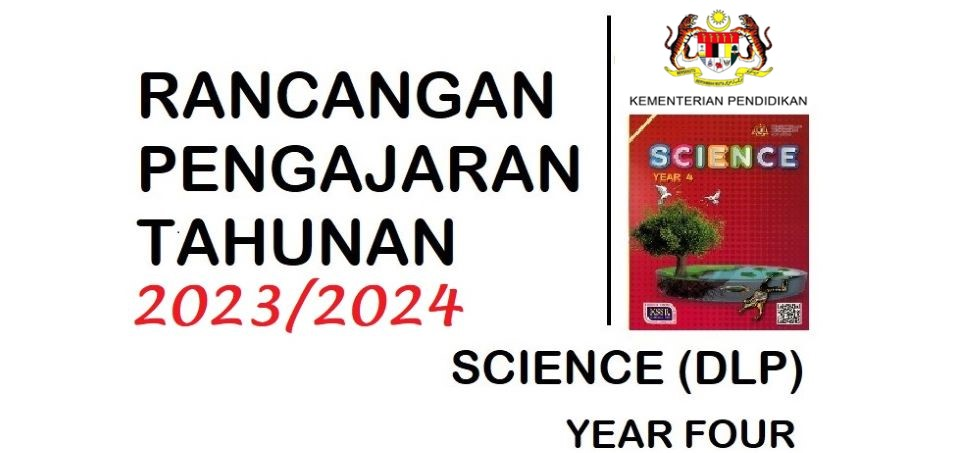 RANCANGAN
PENGAJARAN
TAHUNAN
2023/2024
KEMENTERIAN PENDIDIKAN
SCIENCE
YEAR 4
SCIENCE (DLP)
YEAR FOUR